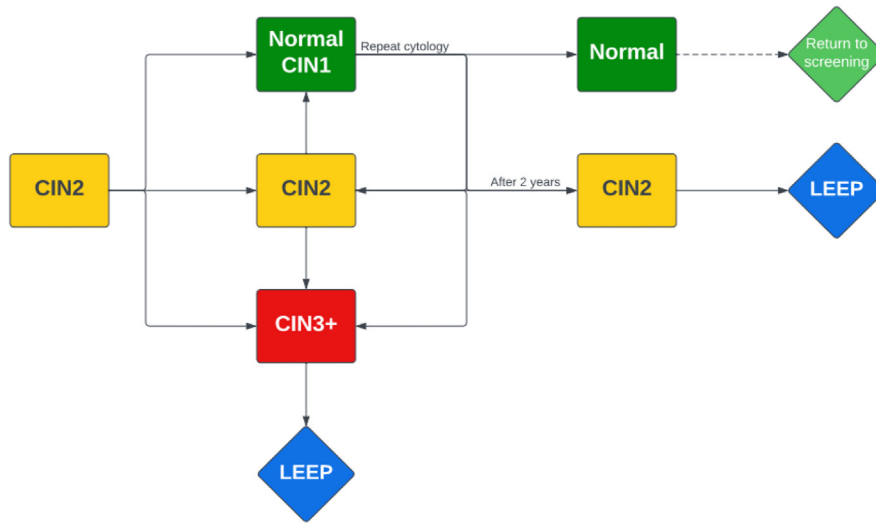 Normal
CIN1
Repeat cytology
Normal
Return to
screening
CIN2
CIN2
After 2 years
CIN2
LEEP
CIN3+
LEEP